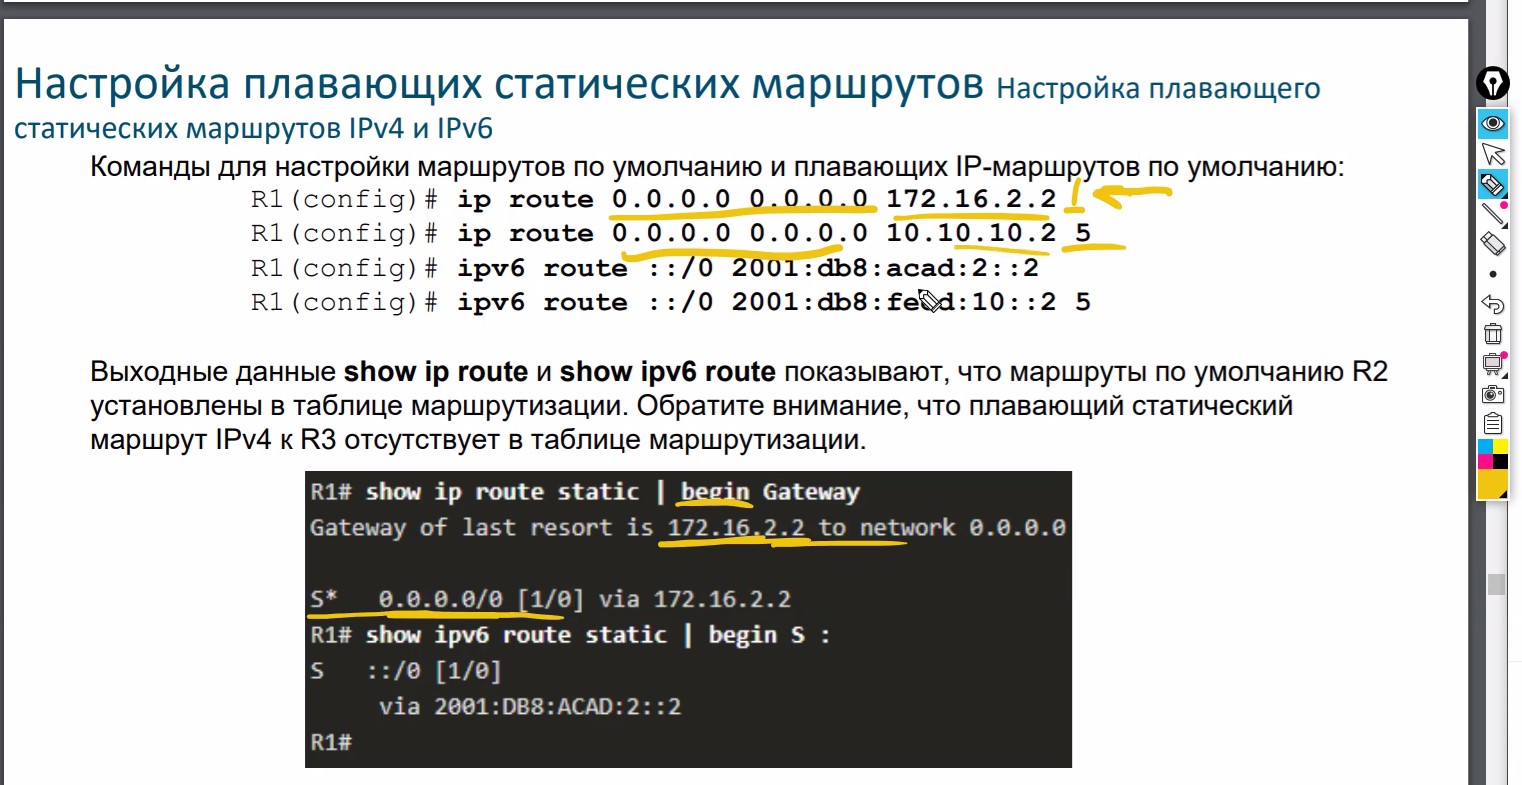 Настройка плавающих статических маршрутов Настройка плавающего
статических маршрутов IPv4 и IPv6
Команды для настройки маршрутов по умолчанию и плавающих IP-маршрутов по умолчанию:
R1(config)# ip route 0.0.0.0 0.0.0.0 172.16.2.2 1
R1(config)# ip route 0.0.0.0 0.0.0.0 10.10.10.2 5
R1(config)# ipv6 route ::/0 2001:db8:acad:2::2
R1(config)# ipv6 route ::/0 2001:db8:feed:10::2 5
Выходные данные show ip route и show ipv6 route показывают, что маршруты по умолчанию R2
установлены в таблице маршрутизации. Обратите внимание, что плавающий статический
маршрут IPv4 к R3 отсутствует в таблице маршрутизации.
R1# show ip route static | begin Gateway
Gateway of last resort is 172.16.2.2 to network 0.0.0.0
S* 0.0.0.0/0 [1/0] via 172.16.2.2
R1# show ipv6 route static | begin S :
S ::/0 [1/0]
via 2001:DB8:ACAD:2::2
R1#